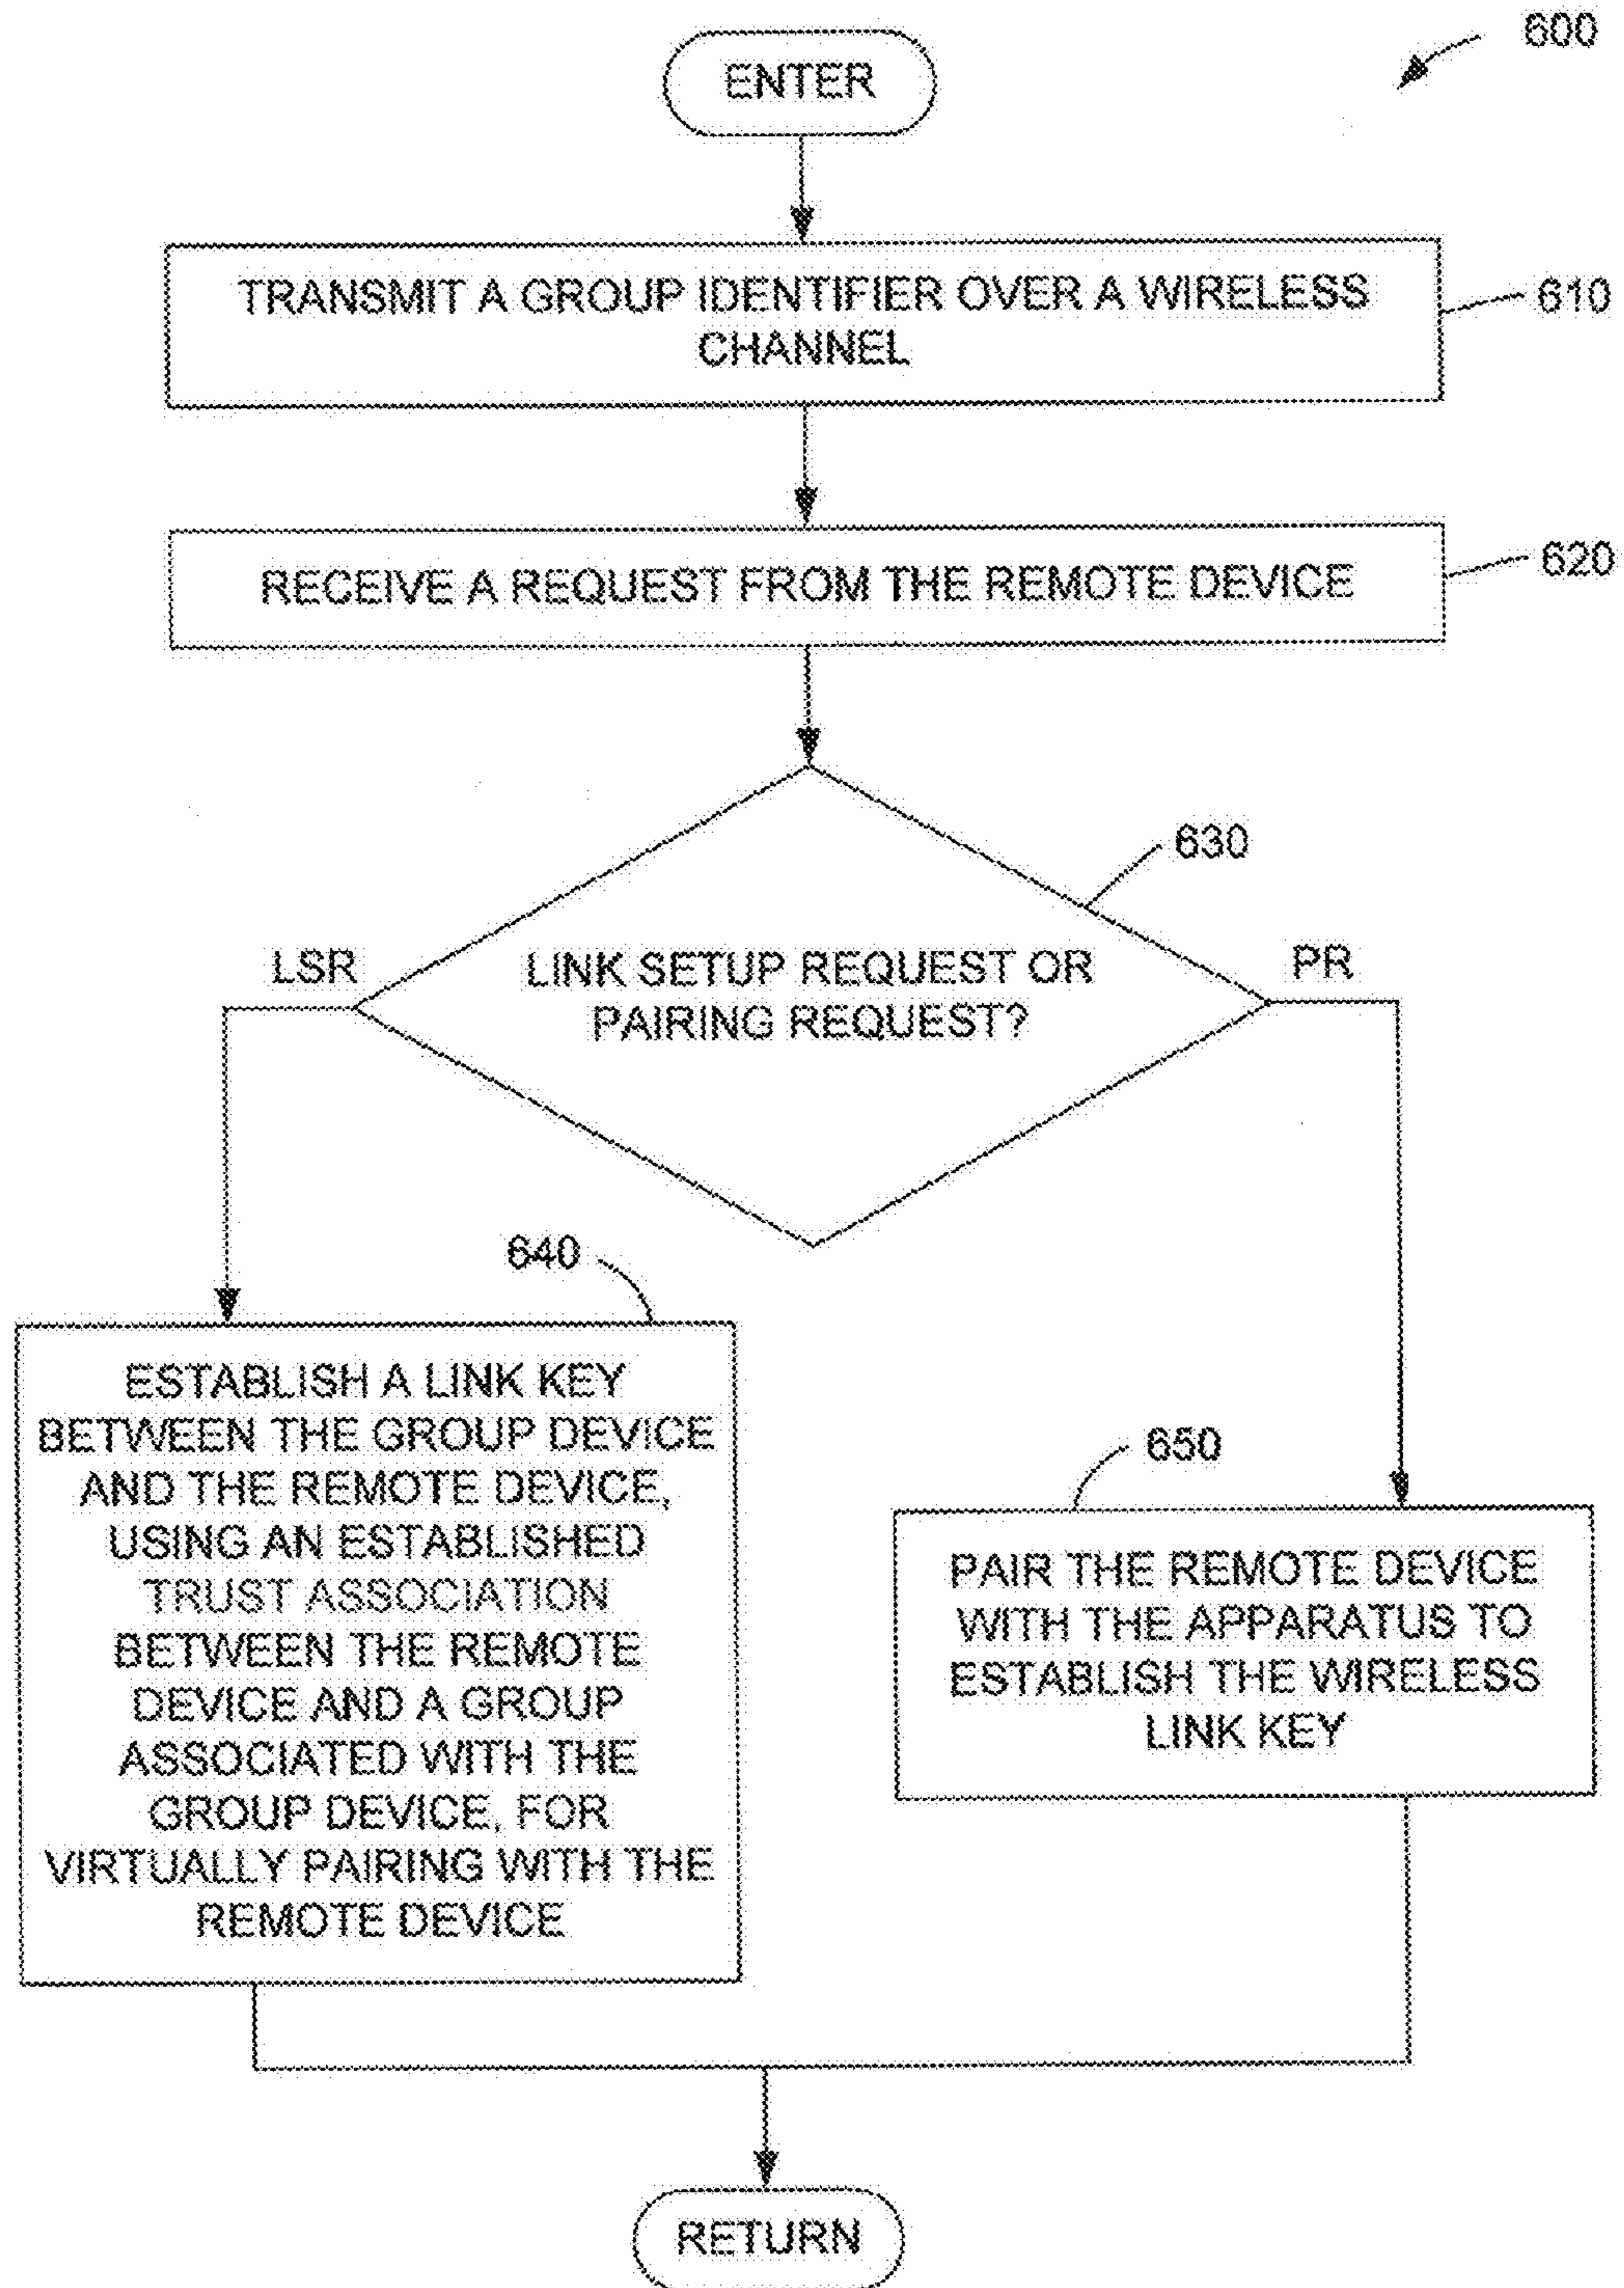 600
ENTER
TRANSMIT A GROUP IDENTIFIER OVER A WIRELESS
CHANNEL
610
RECEIVE A REQUEST FROM THE REMOTE DEVICE
620
630
LSR
LINK SETUP REQUEST OR
PAIRING REQUEST?
PR
640
ESTABLISH A LINK KEY
BETWEEN THE GROUP DEVICE
AND THE REMOTE DEVICE,
USING AN ESTABLISHED
TRUST ASSOCIATION
BETWEEN THE REMOTE
DEVICE AND A GROUP
ASSOCIATED WITH THE
GROUP DEVICE, FOR
VIRTUALLY PAIRING WITH THE
REMOTE DEVICE
650
PAIR THE REMOTE DEVICE
WITH THE APPARATUS TO
ESTABLISH THE WIRELESS
LINK KEY
RETURN